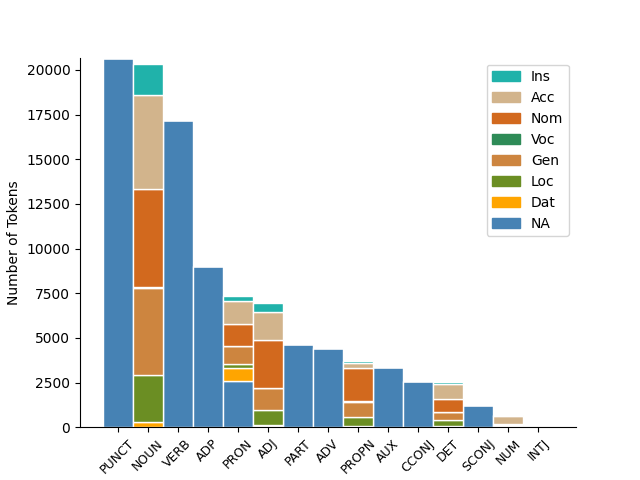 Number of Tokens
20000
17500
15000
12500
10000
7500
5000
2500
0
Ins
Acc
Nom
Voc
Gen
Loc
Dat
NA
PUNCT
NOUN
VERB
ADP
PRON
ADJ
PART
ADV
PROPN
AUX
CCONJ
DET
SCONJ
NUM
INTJ